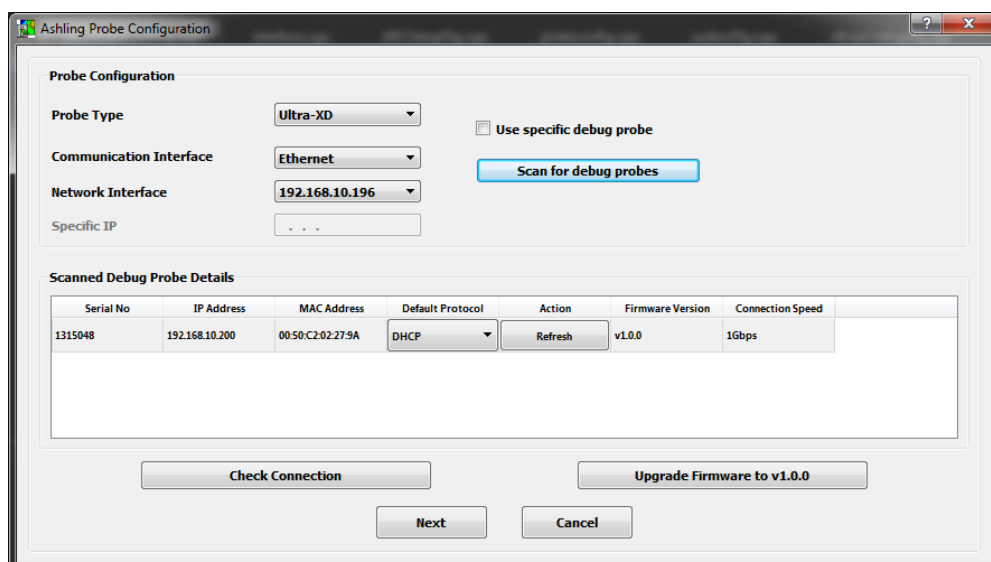 Ashling Probe Configuration
Probe Configuration
Probe Type
Ultra-XD
Use specific debug probe
Communication Interface
Ethernet
Scan for debug probes
Network Interface
192.168.10.196
Specific IP
. . .
Scanned Debug Probe Details
Serial No IP Address MAC Address Default Protocol Action Firmware Version Connection Speed
1315048 192.168.10.200 00:50:C2:02:27:9A DHCP Refresh v1.0.0 1Gbps
Check Connection Upgrade Firmware to v1.0.0
Next Cancel